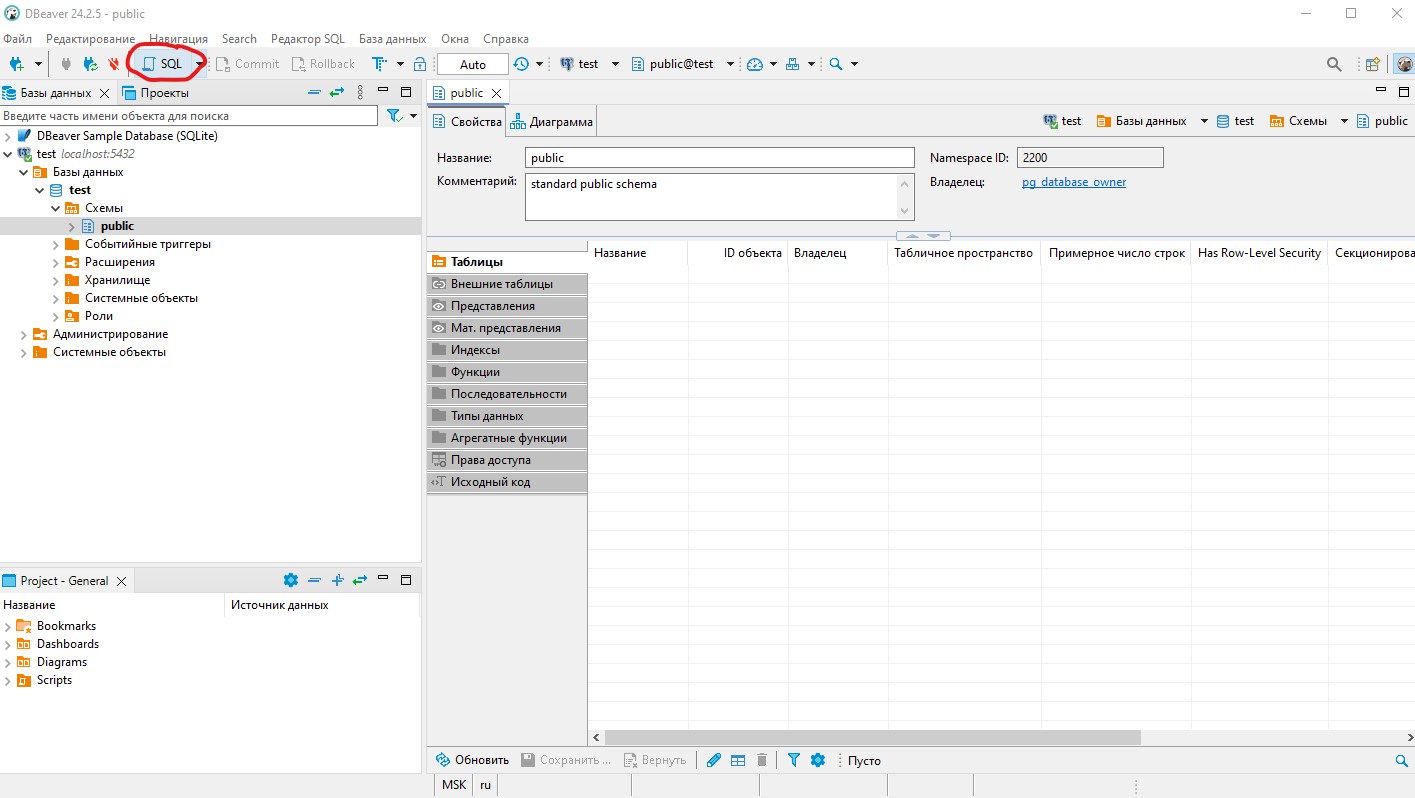 DBeaver 24.2.5 - public
Файл Редактирование Навигация Search Редактор SQL База данных Окна Справка
SQL Commit Rollback Auto test public@test
Базы данных Проекты
Введите часть имени объекта для поиска
DBeaver Sample Database (SQLite)
test localhost:5432
Базы данных
test
Схемы
public
Событийные триггеры
Расширения
Хранилище
Системные объекты
Роли
Администрирование
Системные объекты
Project - General
Название Источник данных
Bookmarks
Dashboards
Diagrams
Scripts
public
Свойства Диаграмма test Базы данных test Схемы public
Название: public Namespace ID: 2200
Комментарий: standard public schema Владелец: pg_database_owner
Таблицы
Внешние таблицы
Представления
Мат. представления
Индексы
Функции
Последовательности
Типы данных
Агрегатные функции
Права доступа
Исходный код
Название ID объекта Владелец Табличное пространство Примерное число строк Has Row-Level Security Секционирова
Обновить Сохранить ... Вернуть Пусто
MSK ru